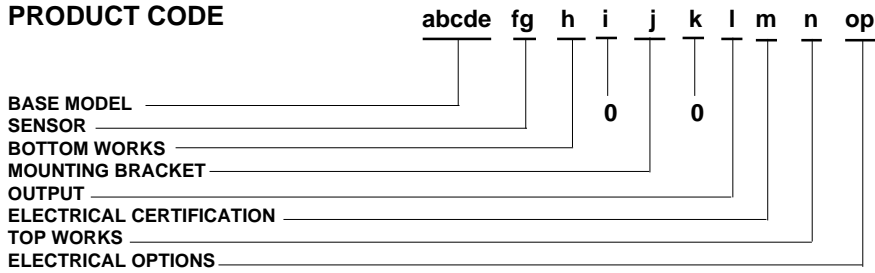 PRODUCT CODE abcde fg h i j k l m n op
BASE MODEL
0 0
SENSOR
BOTTOM WORKS
MOUNTING BRACKET
OUTPUT
ELECTRICAL CERTIFICATION
TOP WORKS
ELECTRICAL OPTIONS